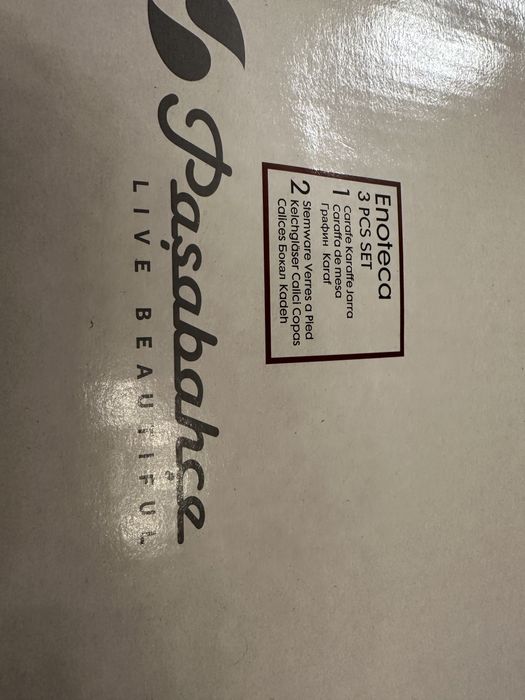 Paşabahçe
LIVE BEAUTIFUL
Enoteca
3 PCS SET
1 Carafe Karaffe Jarra
Caraffa de mesa
Графин Karaf
2 Stemware Verres a Pied
Kelchgläser Calici Copas
Calices Бокал Kadeh